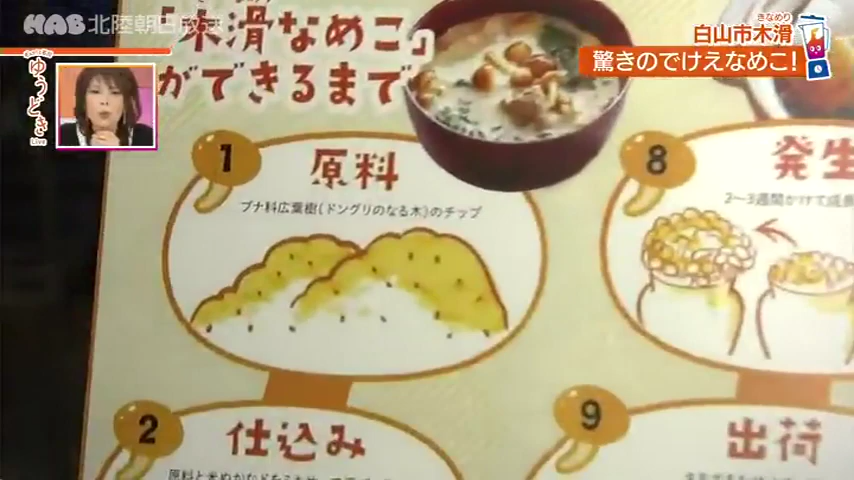 HAB北陸朝日放送
ゆうどき
Live
きなめり
白山市木滑
驚きのでけえなめこ!
「木滑なめこ」
ができるまで
1
原料
ブナ科広葉樹(ドングリのなる木)のチップ
2
仕込み
8
発生
2〜3週間かけて成長
9
出荷